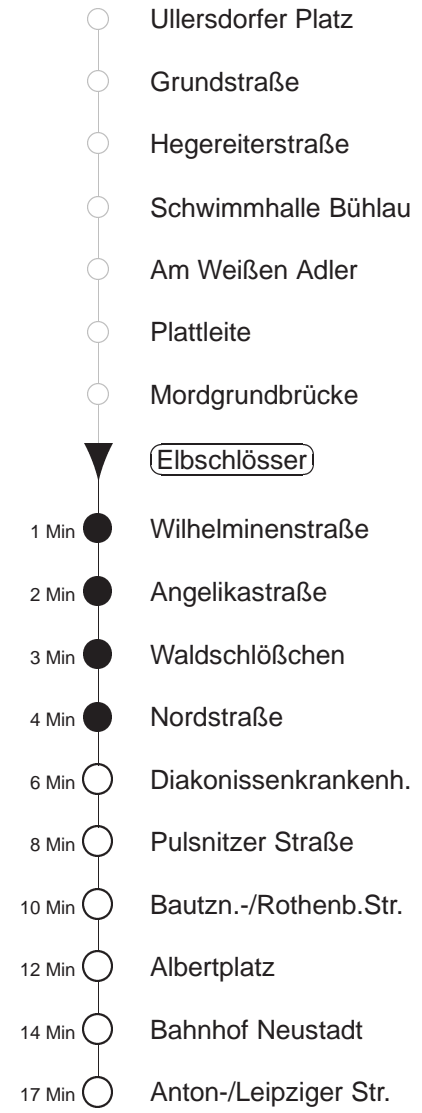 Ullersdorfer Platz
Grundstraße
Hegereiterstraße
Schwimmhalle Bühlau
Am Weißen Adler
Plattleite
Mordgrundbrücke
Elbschlösser
1 Min Wilhelminenstraße
2 Min Angelikastraße
3 Min Waldschlößchen
4 Min Nordstraße
6 Min Diakonissenkrankenh.
8 Min Pulsnitzer Straße
10 Min Bautzn.-/Rothenb.Str.
12 Min Albertplatz
14 Min Bahnhof Neustadt
17 Min Anton-/Leipziger Str.